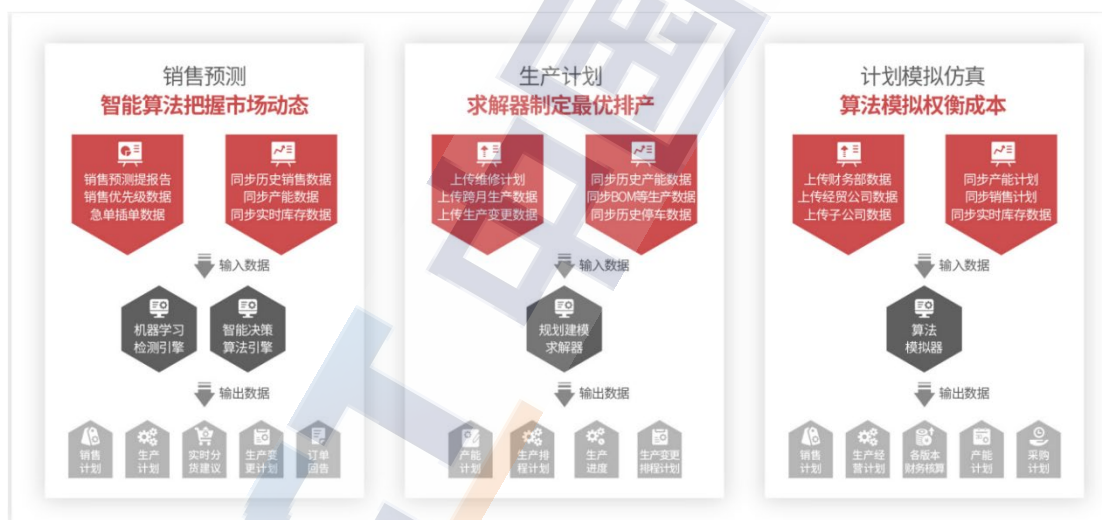 销售预测
智能算法把握市场动态
销售预测提报告
销售优先级数据
急单插单数据
同步历史销售数据
同步产能数据
同步实时库存数据
输入数据
机器学习
检测引擎
智能决策
算法引擎
输出数据
销售
计划
生产
计划
实时分
货建议
生产变
更计划
订单
回告
生产计划
求解器制定最优排产
上传维修计划
上传跨月生产数据
上传生产变更数据
同步历史产能数据
同步BOM等生产数据
同步历史停车数据
输入数据
规划建模
求解器
输出数据
产能
计划
生产排
程计划
生产
进度
生产变更
排程计划
计划模拟仿真
算法模拟权衡成本
上传财务部数据
上传经贸公司数据
上传子公司数据
同步产能计划
同步销售计划
同步实时库存数据
输入数据
算法
模拟器
输出数据
销售
计划
生产经
营计划
各版本
财务核算
产能
计划
采购
计划